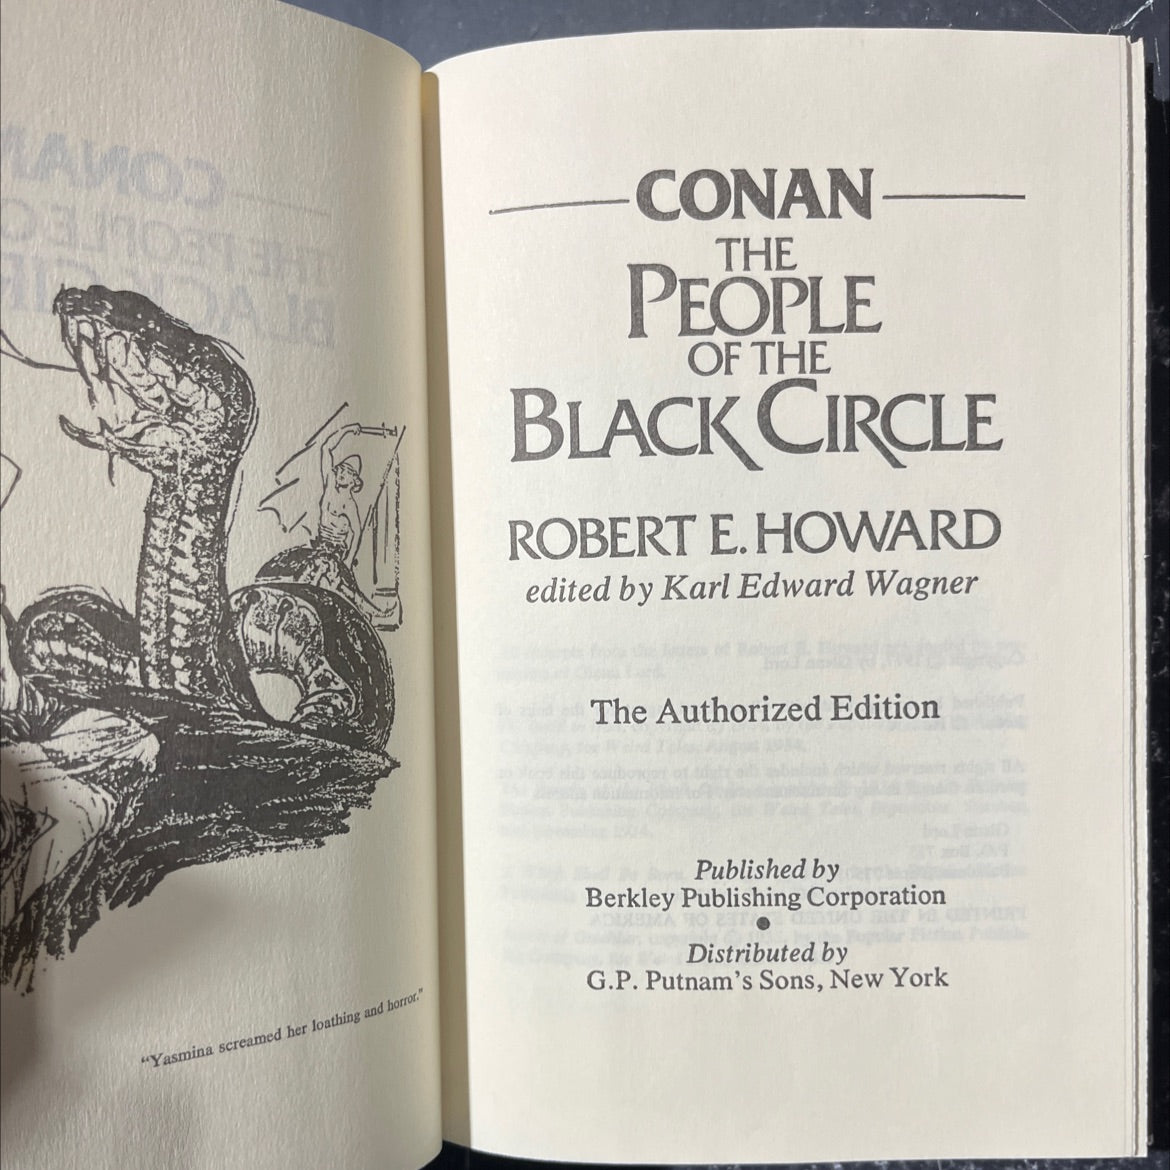 "Yasmina screamed her loathing and horror."
CONAN
THE
PEOPLE
OF THE
BLACK CIRCLE
ROBERT E. HOWARD
edited by Karl Edward Wagner
The Authorized Edition
Published by
Berkley Publishing Corporation
Distributed by
G.P. Putnam's Sons, New York